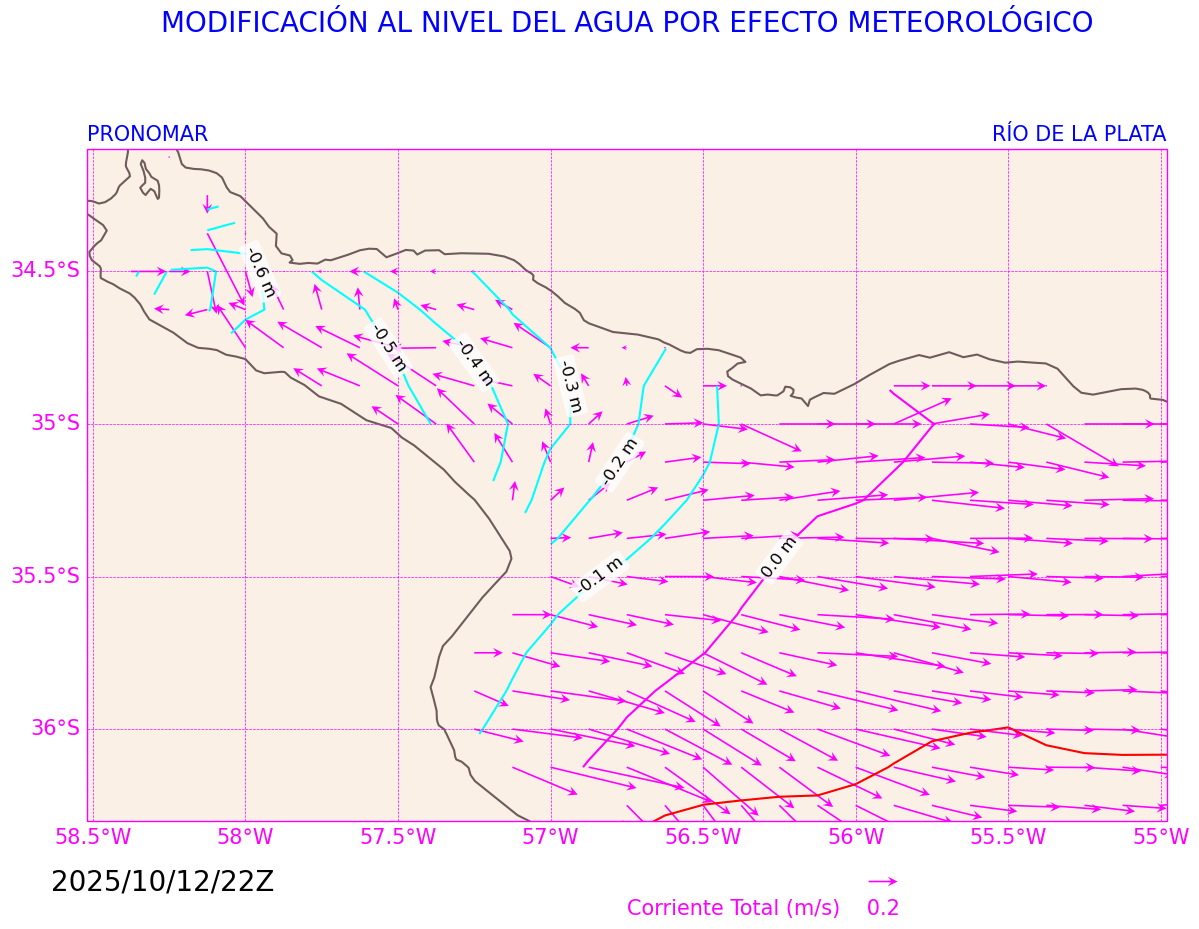 MODIFICACIÓN AL NIVEL DEL AGUA POR EFECTO METEOROLÓGICO
PRONOMAR
RÍO DE LA PLATA
-0.6 m
34.5°S
-0.5 m
-0.4 m
-0.3 m
35°S
-0.2 m
0.0 m
-0.1 m
35.5°S
36°S
58.5°W 58°W 57.5°W 57°W 56.5°W 56°W 55.5°W 55°W
2025/10/12/22Z
Corriente Total (m/s) 0.2